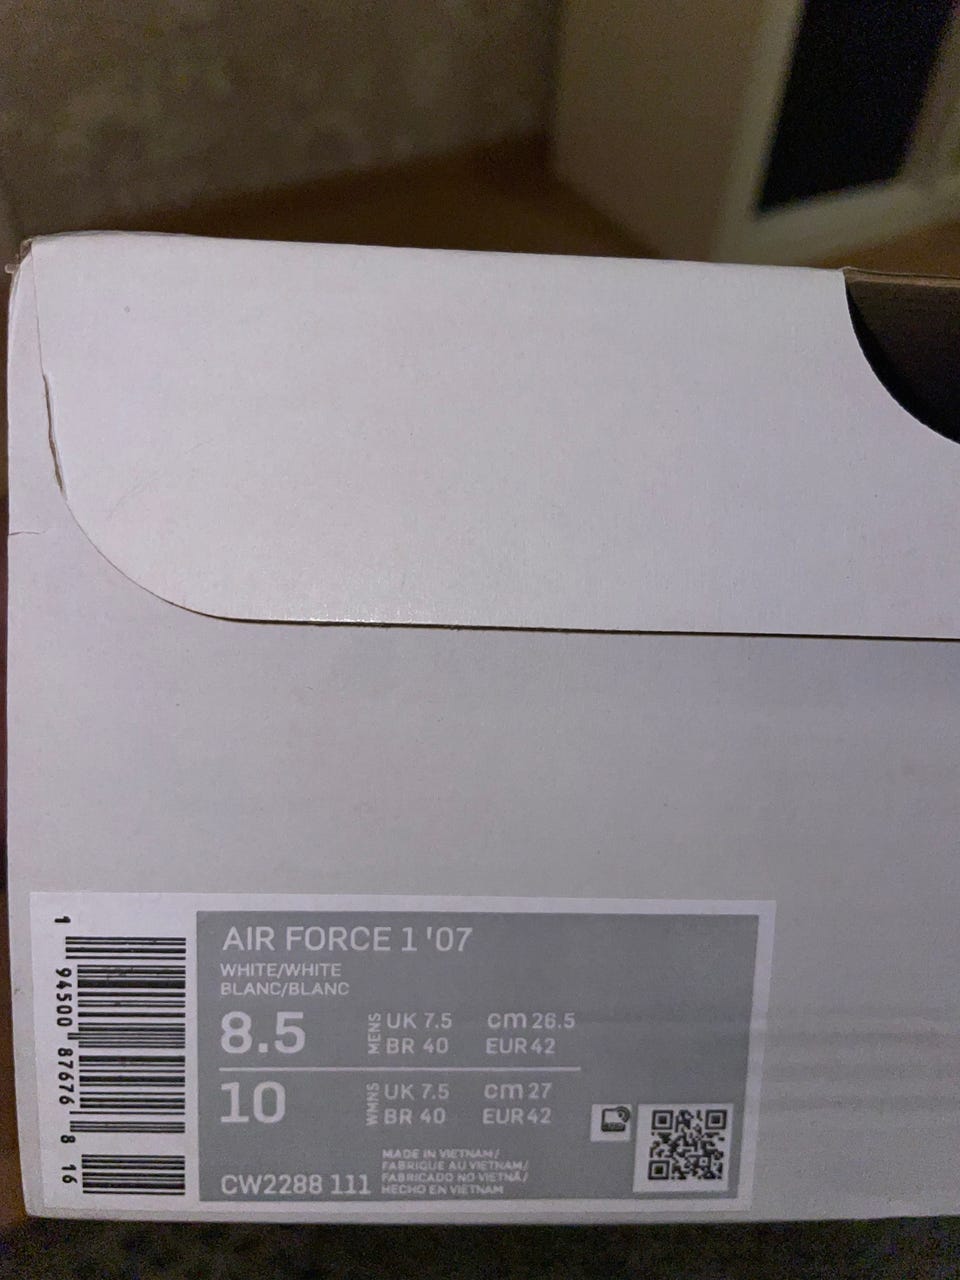 AIR FORCE 1 '07
WHITE/WHITE
BLANC/BLANC
8.5 MENS UK 7.5 cm 26.5
BR 40 EUR 42
10 WMNS UK 7.5 cm 27
BR 40 EUR 42
CW2288 111
MADE IN VIETNAM/
FABRIQUE AU VIETNAM/
FABRICADO NO VIETNÃ/
HECHO EN VIETNAM
1 94500 87676 8 16